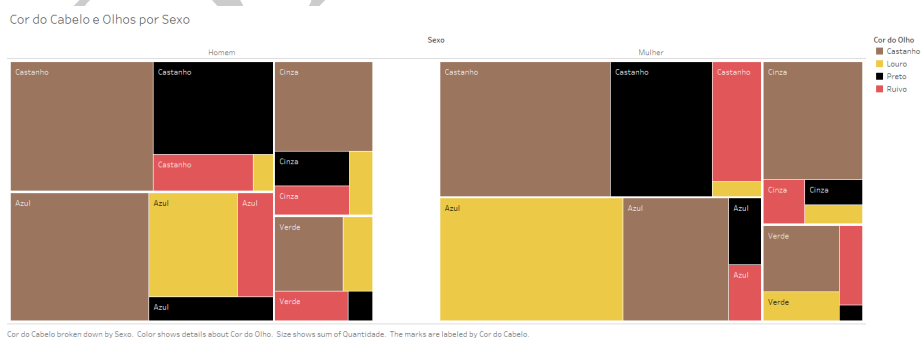 Cor do Cabelo e Olhos por Sexo
Sexo
Homem
Mulher
Cor do Olho
Castanho
Louro
Preto
Ruivo
Castanho
Castanho
Cinza
Castanho
Cinza
Cinza
Azul
Azul
Azul
Verde
Azul
Verde
Castanho
Castanho
Castanho
Cinza
Cinza
Cinza
Azul
Azul
Azul
Verde
Azul
Verde
Cor do Cabelo broken down by Sexo. Color shows details about Cor do Olho. Size shows sum of Quantidade. The marks are labeled by Cor do Cabelo.